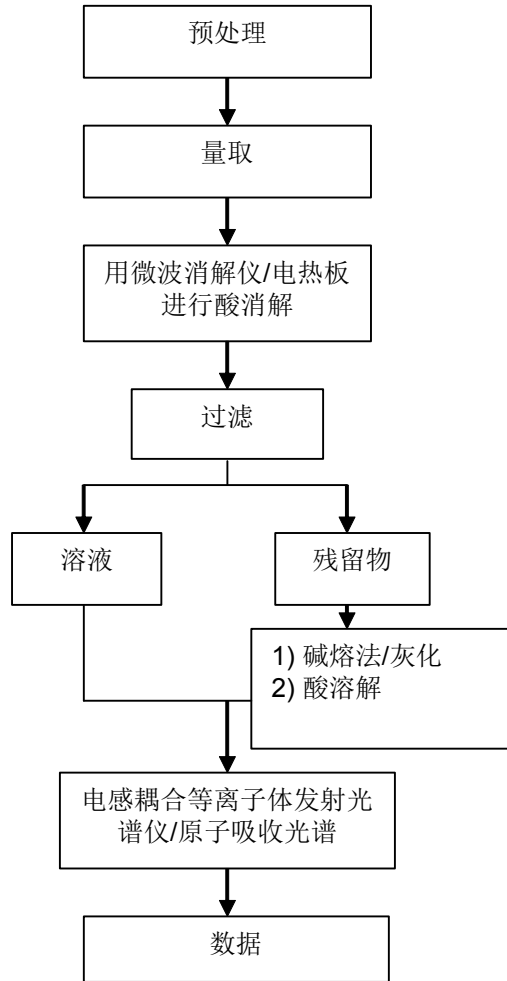 预处理
量取
用微波消解仪/电热板
进行酸消解
过滤
溶液
残留物
1) 碱熔法/灰化
2) 酸溶解
电感耦合等离子体发射光
谱仪/原子吸收光谱
数据